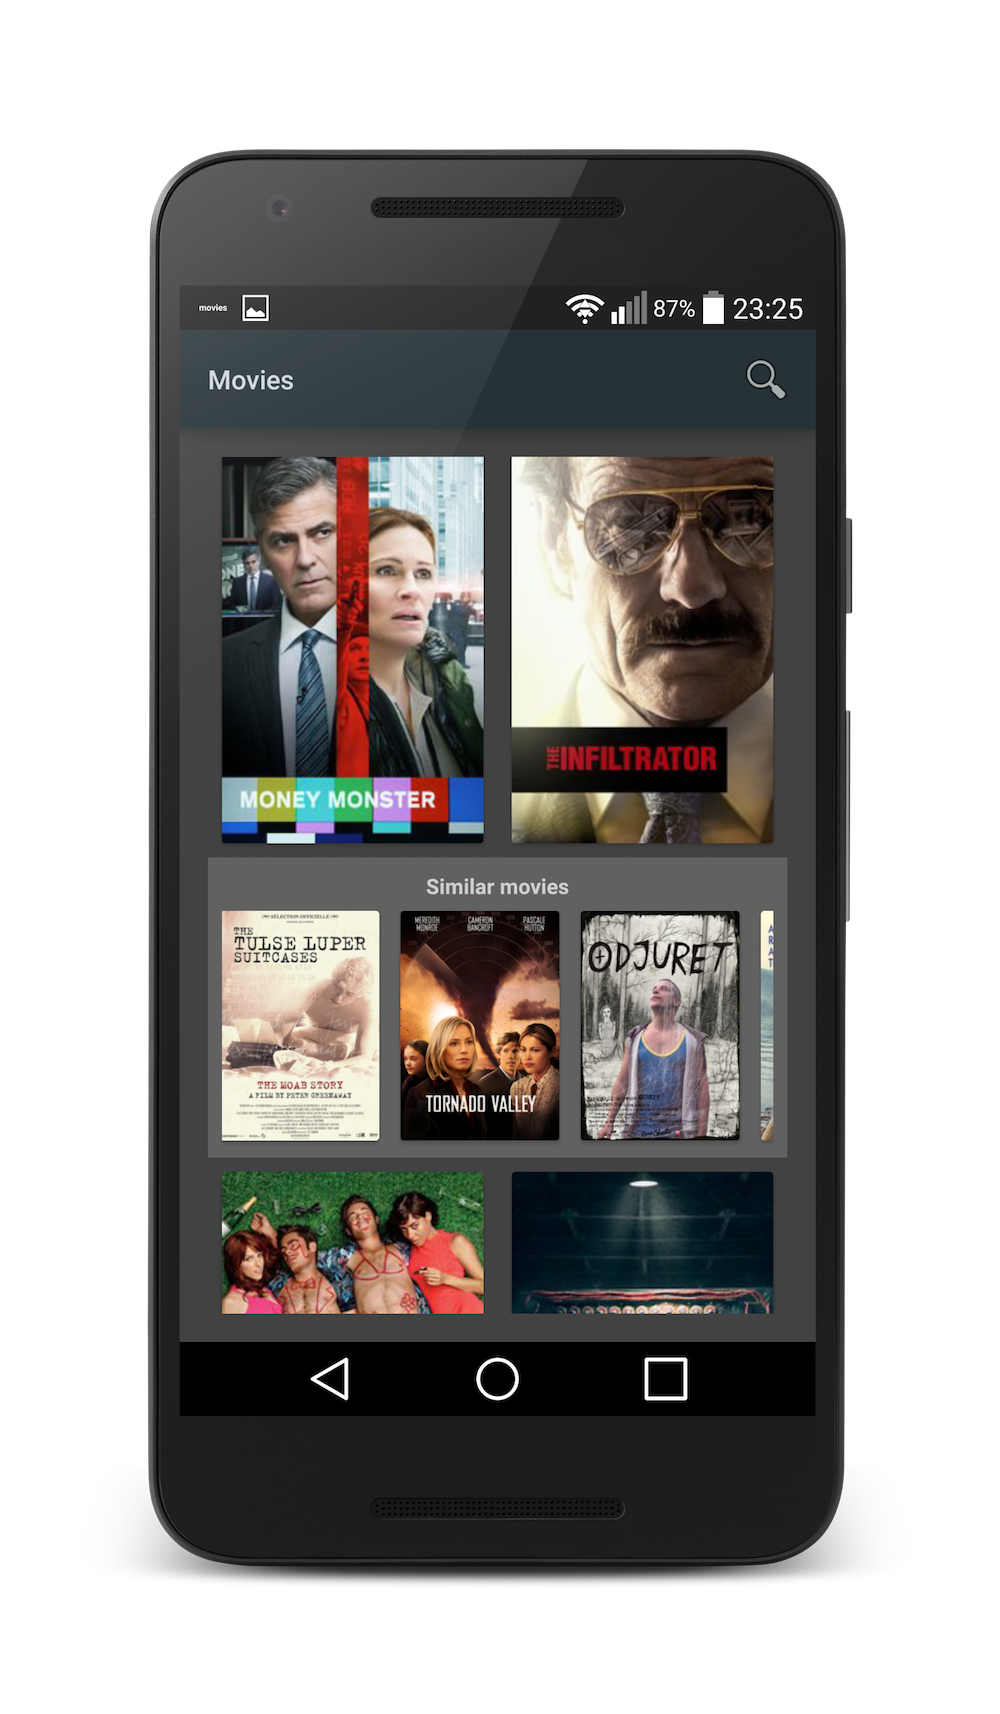 movies
87%
23:25
Movies
MONEY MONSTER
THE
INFILTRATOR
Similar movies
SÉLECTION OFFICIELLE
THE
TULSE LUPER
SUITCASES
THE MOAB STORY
A FILM BY PETER GREENAWAY
MEREDITH
MONROE
CAMERON
BANCROFT
PASCALE
HUTTON
TORNADO VALLEY
ODJURET